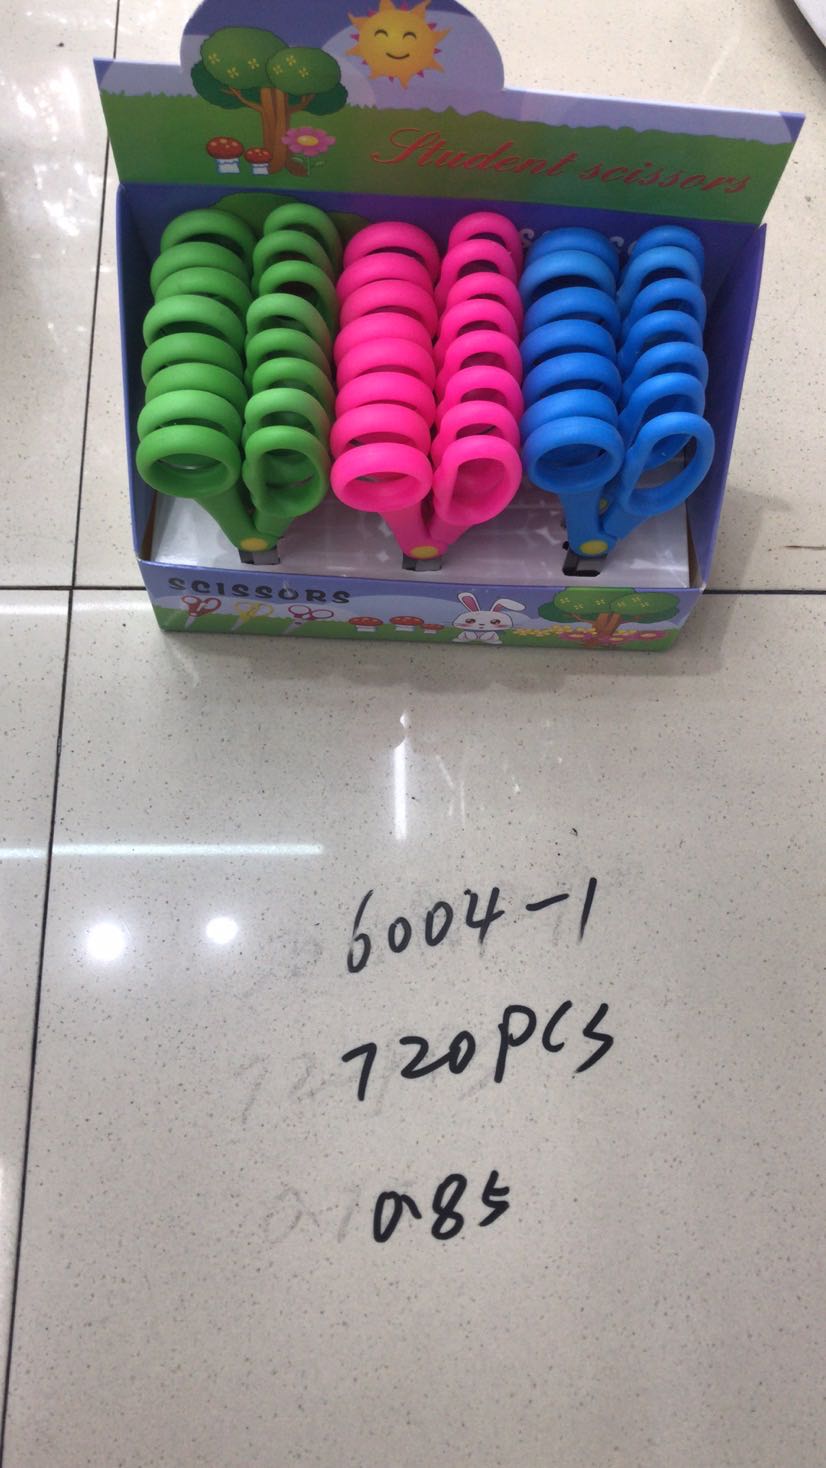 Student scissors
SCISSORS
6004-1
720PCS
0.85